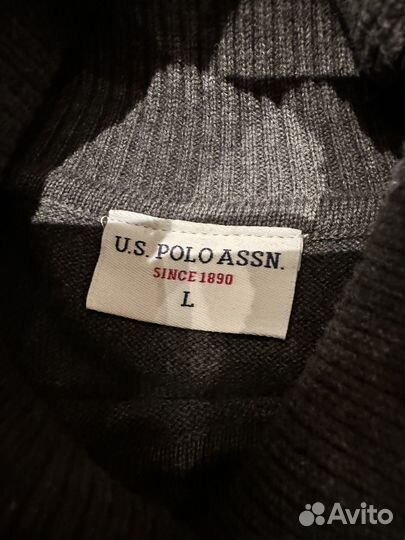 U.S. POLO ASSN.
SINCE 1890
L
Avito